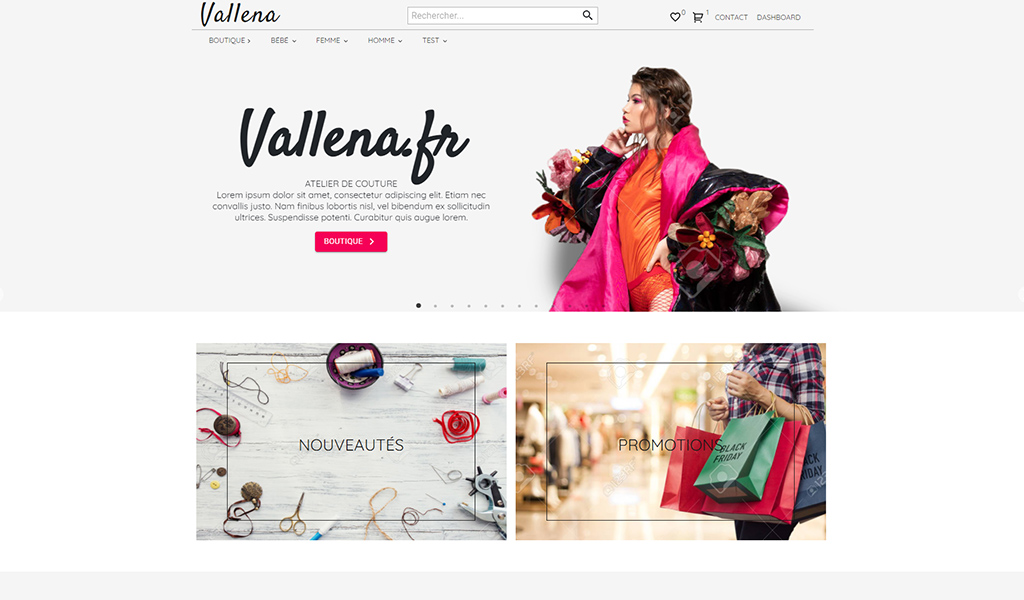 Vallena
Rechercher...
0
1
CONTACT
DASHBOARD
BOUTIQUE
BÉBÉ
FEMME
HOMME
TEST
Vallena.fr
ATELIER DE COUTURE
Lorem ipsum dolor sit amet, consectetur adipiscing elit. Etiam nec
convallis justo. Nam finibus lobortis nisl, vel bibendum ex sollicitudin
ultrices. Suspendisse potenti. Curabitur quis augue lorem.
BOUTIQUE
NOUVEAUTÉS
PROMOTIONS
BLACK
FRIDAY
BLACK
FRIDAY